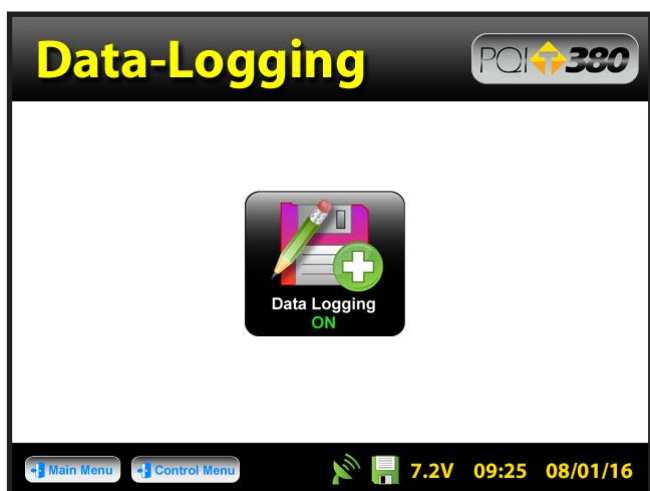 Data-Logging
PQI 380
Data Logging
ON
Main Menu Control Menu 7.2V 09:25 08/01/16